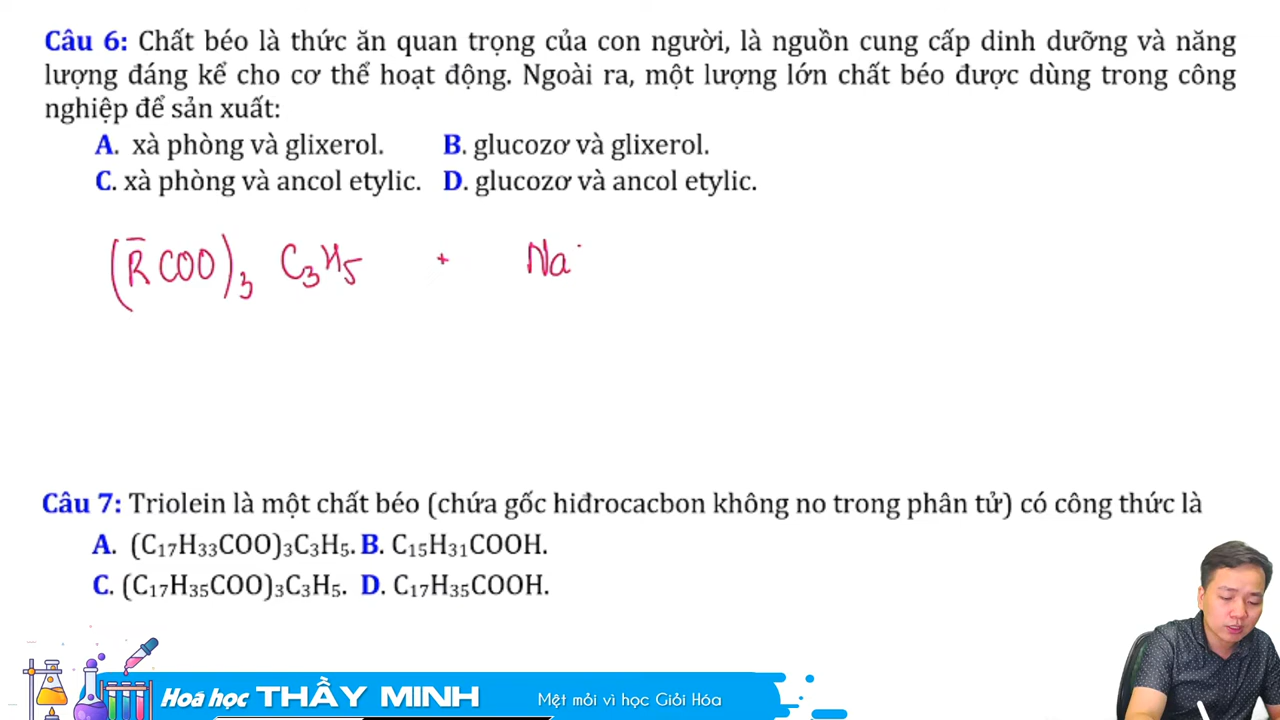 Câu 6: Chất béo là thức ăn quan trọng của con người, là nguồn cung cấp dinh dưỡng và năng
lượng đáng kể cho cơ thể hoạt động. Ngoài ra, một lượng lớn chất béo được dùng trong công
nghiệp để sản xuất:
A. xà phòng và glixerol. B. glucozơ và glixerol.
C. xà phòng và ancol etylic. D. glucozơ và ancol etylic.
(R̄COO)₃ C₃H₅ + Na
Câu 7: Triolein là một chất béo (chứa gốc hiđrocacbon không no trong phân tử) có công thức là
A. (C₁₇H₃₃COO)₃C₃H₅. B. C₁₅H₃₁COOH.
C. (C₁₇H₃₅COO)₃C₃H₅. D. C₁₇H₃₅COOH.
Hoá học THẦY MINH Mệt mỏi vì học Giỏi Hóa